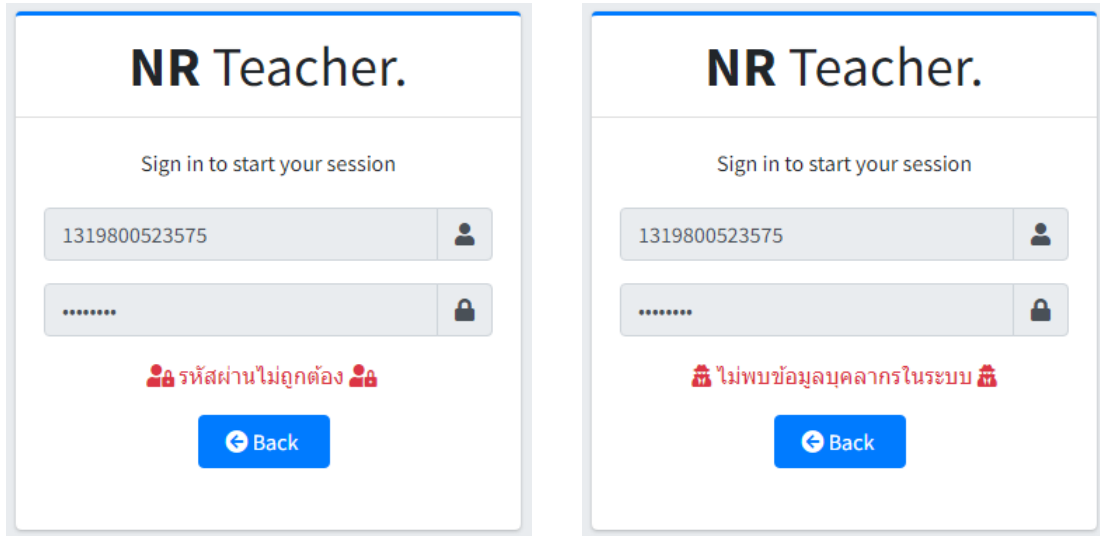 NR Teacher.
Sign in to start your session
1319800523575
••••••••
รหัสผ่านไม่ถูกต้อง
Back
NR Teacher.
Sign in to start your session
1319800523575
••••••••
ไม่พบข้อมูลบุคลากรในระบบ
Back